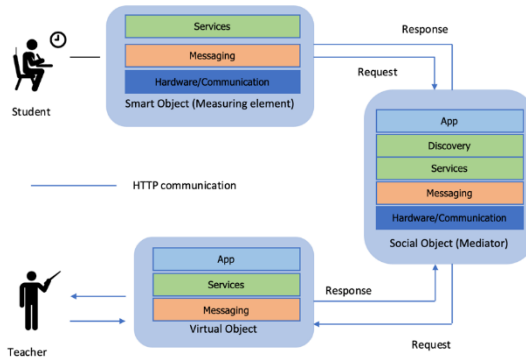 Services
Messaging
Hardware/Communication
Smart Object (Measuring element)
Student
Response
Request
App
Discovery
Services
Messaging
Hardware/Communication
Social Object (Mediator)
HTTP communication
App
Services
Messaging
Virtual Object
Teacher
Response
Request